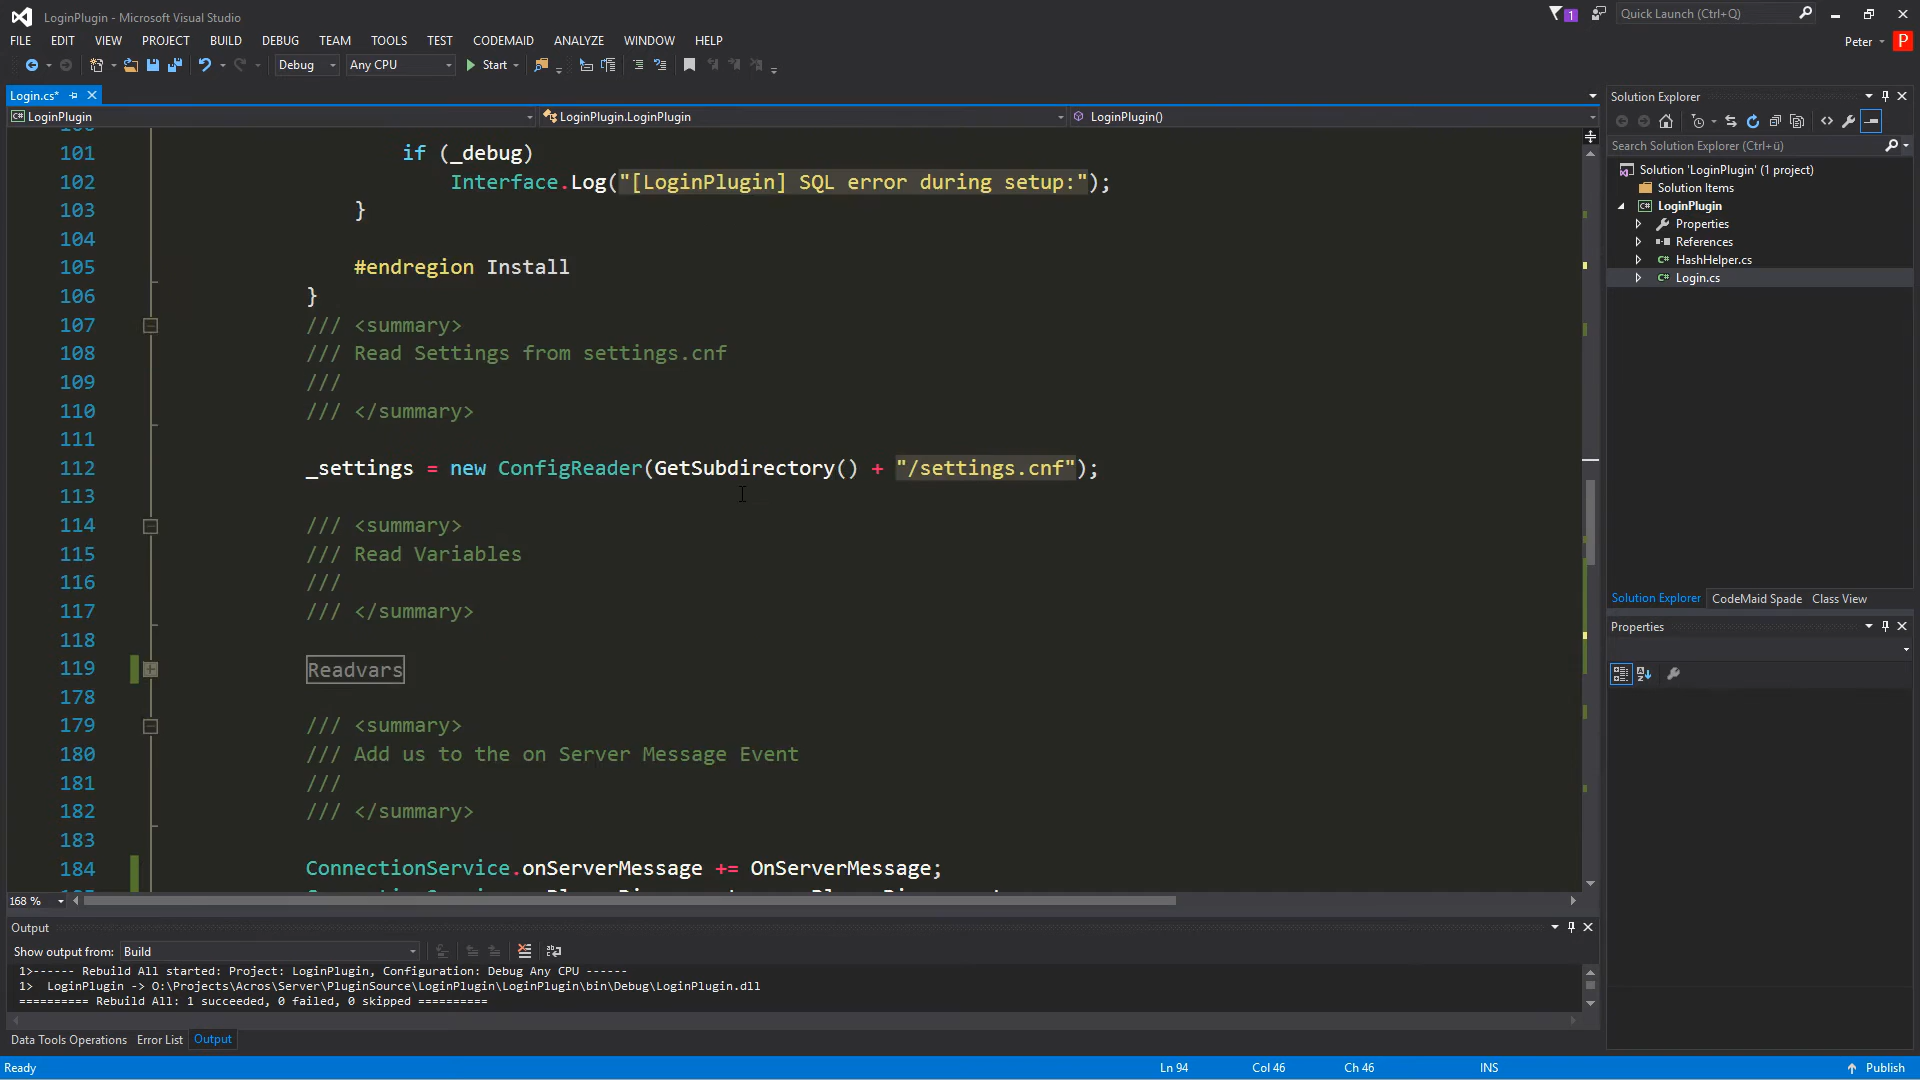 LoginPlugin - Microsoft Visual Studio
1
Quick Launch (Ctrl+Q)
FILE EDIT VIEW PROJECT BUILD DEBUG TEAM TOOLS TEST CODEMAID ANALYZE WINDOW HELP
Peter P
Debug Any CPU Start
Login.cs*
LoginPlugin LoginPlugin.LoginPlugin LoginPlugin()
101 if (_debug)
102 Interface.Log("[LoginPlugin] SQL error during setup:");
103 }
104
105 #endregion Install
106 }
107 /// <summary>
108 /// Read Settings from settings.cnf
109 ///
110 /// </summary>
111
112 _settings = new ConfigReader(GetSubdirectory() + "/settings.cnf");
113
114 /// <summary>
115 /// Read Variables
116 ///
117 /// </summary>
118
119 Readvars
178
179 /// <summary>
180 /// Add us to the on Server Message Event
181 ///
182 /// </summary>
183
184 ConnectionService.onServerMessage += OnServerMessage;
168 %
Solution Explorer
Search Solution Explorer (Ctrl+ü)
Solution 'LoginPlugin' (1 project)
Solution Items
LoginPlugin
Properties
References
HashHelper.cs
Login.cs
Solution Explorer CodeMaid Spade Class View
Properties
Output
Show output from: Build
1>------ Rebuild All started: Project: LoginPlugin, Configuration: Debug Any CPU ------
1> LoginPlugin -> O:\Projects\Acros\Server\PluginSource\LoginPlugin\LoginPlugin\bin\Debug\LoginPlugin.dll
========== Rebuild All: 1 succeeded, 0 failed, 0 skipped ==========
Data Tools Operations Error List Output
Ready Ln 94 Col 46 Ch 46 INS Publish